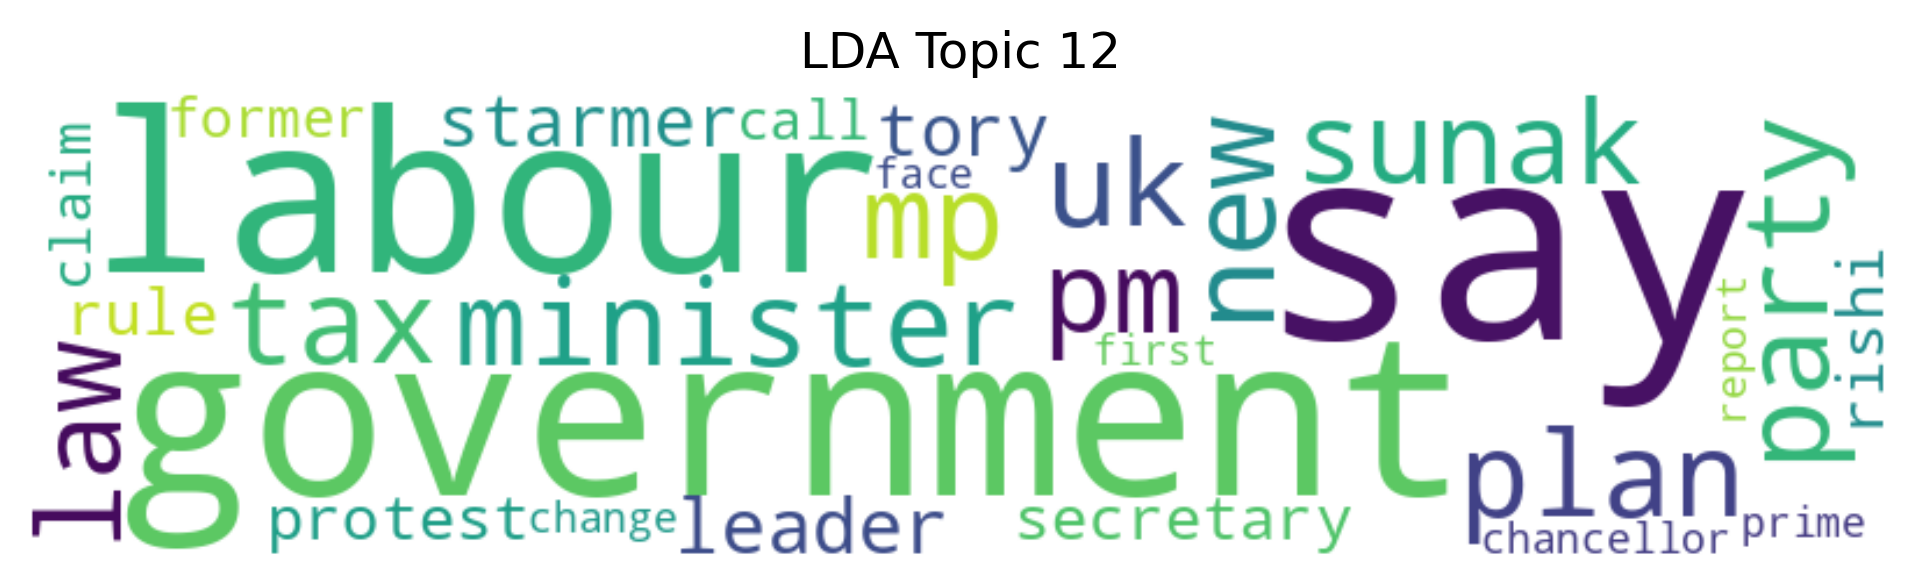 LDA Topic 12
claim
former
labour
starmer
call
tory
face
mp
uk
new
sunak
say
party
rishi
report
rule
tax
minister
pm
first
law
government
plan
protest
change
leader
secretary
chancellor
prime